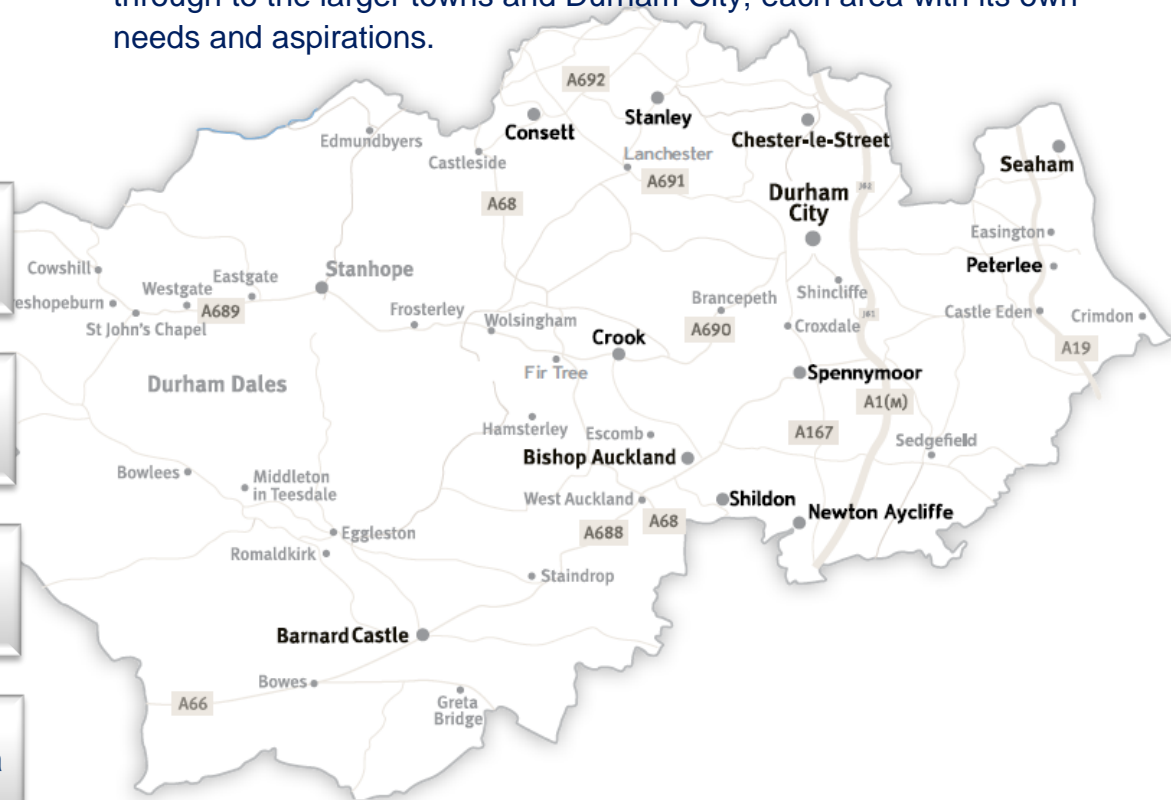 through to the larger towns and Durham City, each area with its own
needs and aspirations.
A692
Stanley
Consett
Edmundbyers
Castleside
Lanchester
Chester-le-Street
Seaham
A691
A68
Durham
City
Easington
Peterlee
Cowshill
Westgate
Eastgate
Stanhope
eshopeburn
A689
St John's Chapel
Frosterley
Wolsingham
Brancepeth
Shincliffe
Castle Eden
Crimdon
Crook
A690
Croxdale
A19
Fir Tree
Spennymoor
Durham Dales
A1(M)
Hamsterley
Escomb
A167
Sedgefield
Bishop Auckland
Bowlees
Middleton
in Teesdale
West Auckland
Shildon
Newton Aycliffe
A688
A68
Eggleston
Romaldkirk
Staindrop
Barnard Castle
Bowes
A66
Greta
Bridge